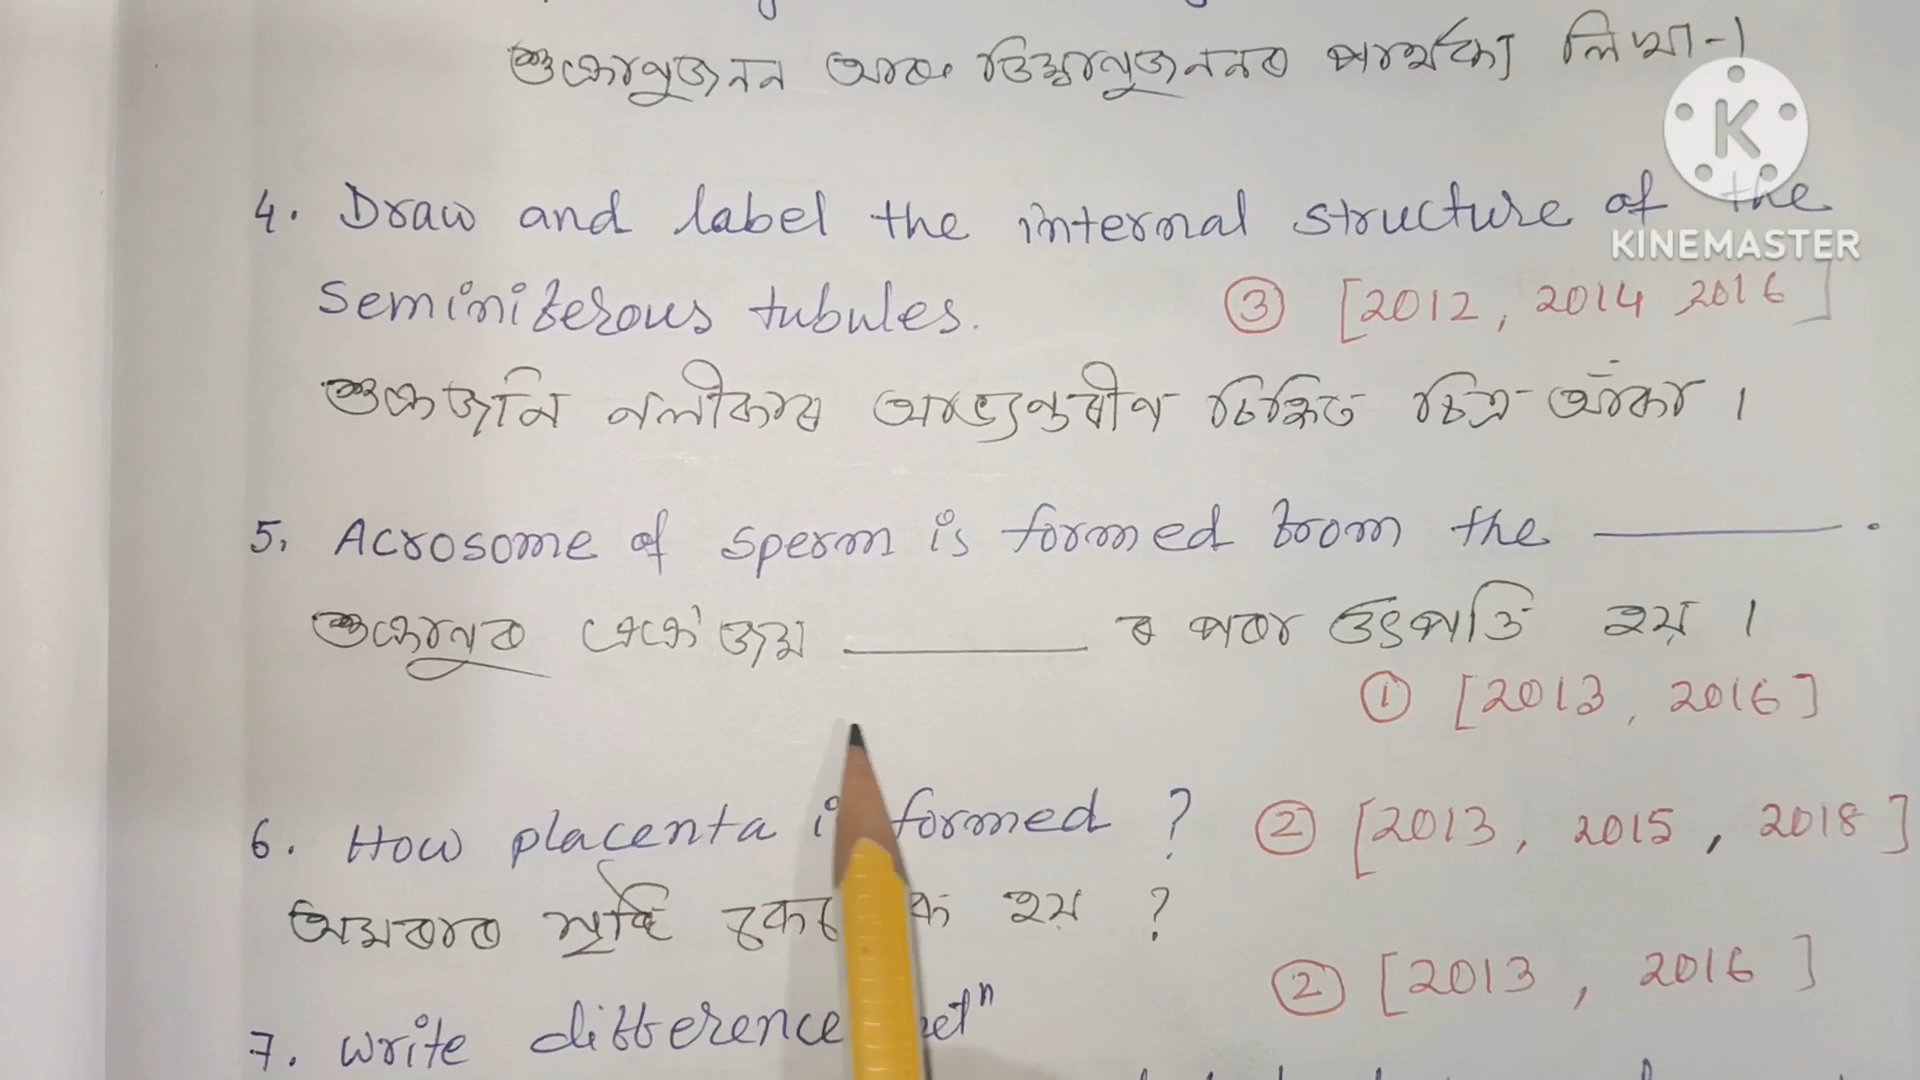 শুক্ৰাণুজনন আৰু ডিম্বাণুজননৰ পাৰ্থক্য লিখা-।
4. Draw and label the internal structure of the
K
KINEMASTER
Seminiferous tubules. ③ [2012, 2014, 2016]
শুক্ৰজনি নলীকাৰ আভ্যন্তৰীণ চিহ্নিত চিত্ৰ আঁকা ।
5. Acrosome of sperm is formed from the ______ .
শুক্ৰাণুৰ এক্ৰ'জম ______ ৰ পৰা উৎপত্তি হয় ।
① [2013, 2016]
6. How placenta is formed ? ② [2013, 2015, 2018]
অমৰাৰ সৃষ্টি হয় ?
② [2013, 2016]
7. Write difference betⁿ